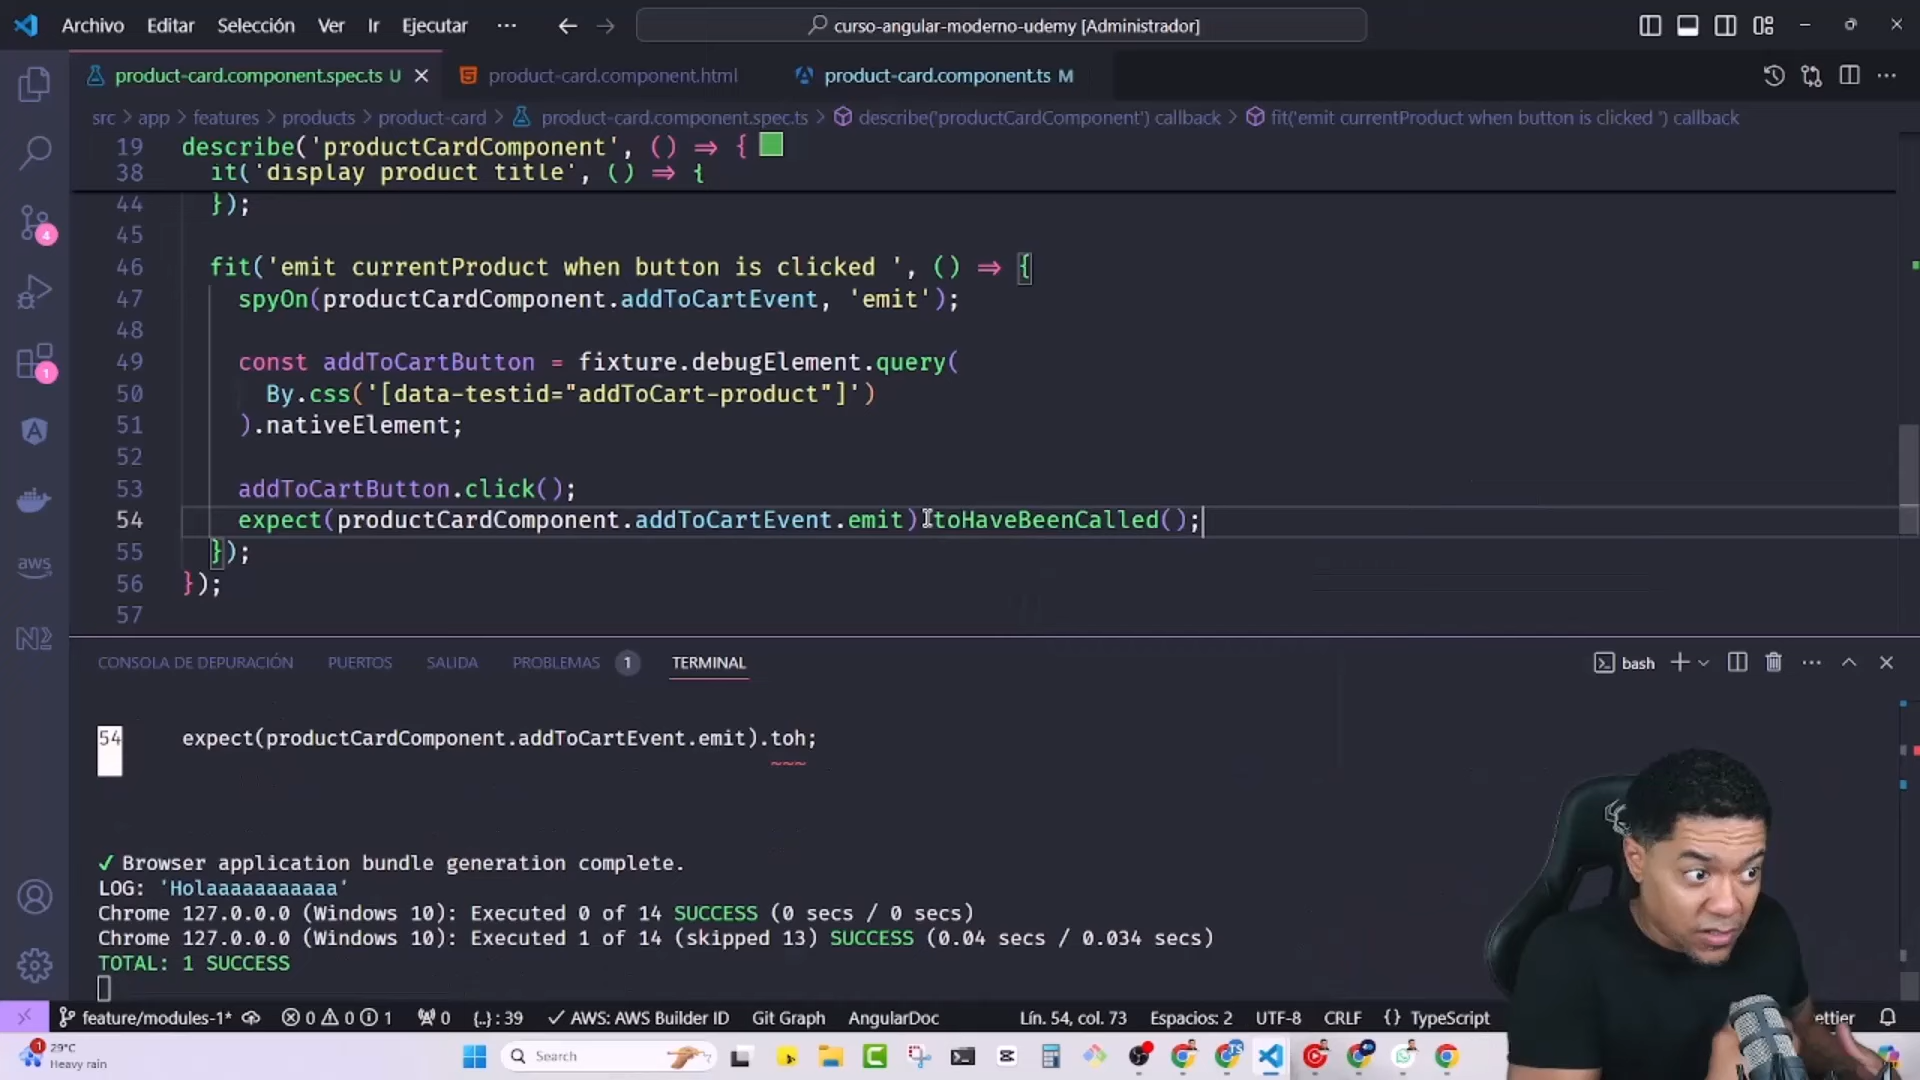 Archivo Editar Selección Ver Ir Ejecutar ··· curso-angular-moderno-udemy [Administrador]
product-card.component.spec.ts U product-card.component.html product-card.component.ts M
src > app > features > products > product-card > product-card.component.spec.ts > describe('productCardComponent') callback > fit('emit currentProduct when button is clicked ') callback
19 describe('productCardComponent', () => {
38 it('display product title', () => {
44 });
45
46 fit('emit currentProduct when button is clicked ', () => {
47 spyOn(productCardComponent.addToCartEvent, 'emit');
48
49 const addToCartButton = fixture.debugElement.query(
50 By.css('[data-testid="addToCart-product"]')
51 ).nativeElement;
52
53 addToCartButton.click();
54 expect(productCardComponent.addToCartEvent.emit).toHaveBeenCalled();
55 });
56 });
57
4
1
aws
CONSOLA DE DEPURACIÓN PUERTOS SALIDA PROBLEMAS 1 TERMINAL bash
54 expect(productCardComponent.addToCartEvent.emit).toh;
~~~
✓ Browser application bundle generation complete.
LOG: 'Holaaaaaaaaaaa'
Chrome 127.0.0.0 (Windows 10): Executed 0 of 14 SUCCESS (0 secs / 0 secs)
Chrome 127.0.0.0 (Windows 10): Executed 1 of 14 (skipped 13) SUCCESS (0.04 secs / 0.034 secs)
TOTAL: 1 SUCCESS
feature/modules-1* 0 0 1 0 {..} : 39 AWS: AWS Builder ID Git Graph AngularDoc Lín. 54, col. 73 Espacios: 2 UTF-8 CRLF {} TypeScript ettier
1 29°C
Heavy rain
Search